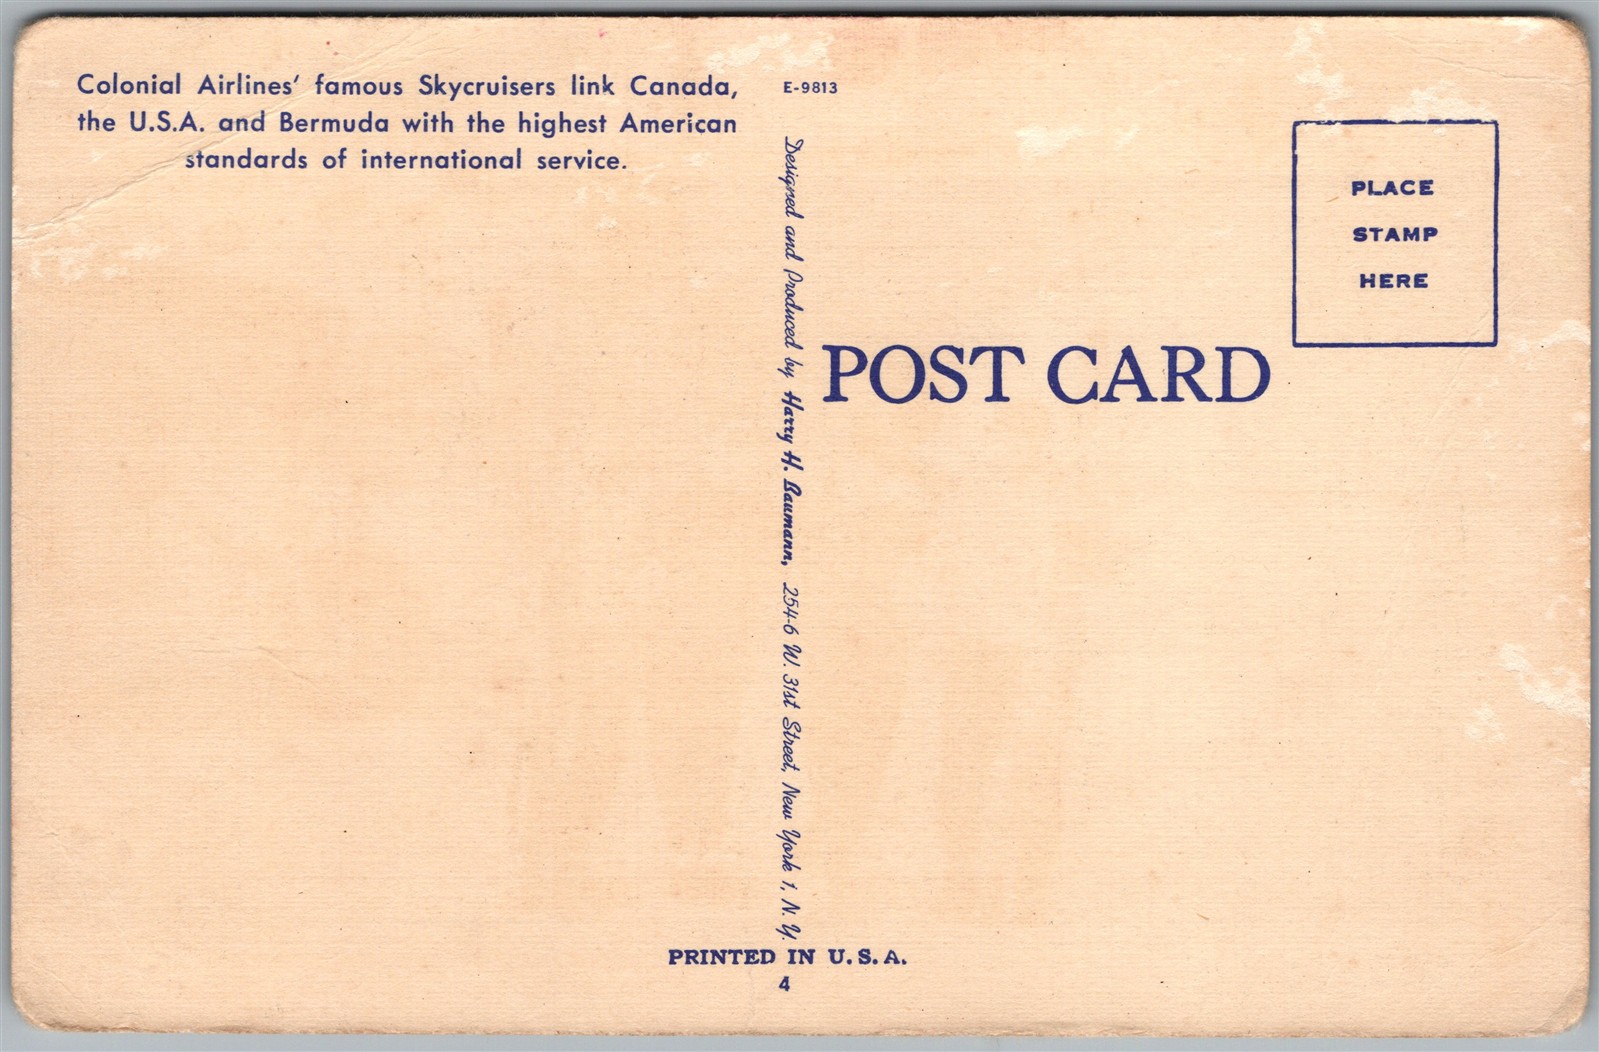 Colonial Airlines' famous Skycruisers link Canada,
the U.S.A. and Bermuda with the highest American
standards of international service.
E-9813
Designed and Produced by Harry H. Baumann, 254-6 W. 31st Street, New York 1, N. Y.
PLACE
STAMP
HERE
POST CARD
PRINTED IN U. S. A.
4